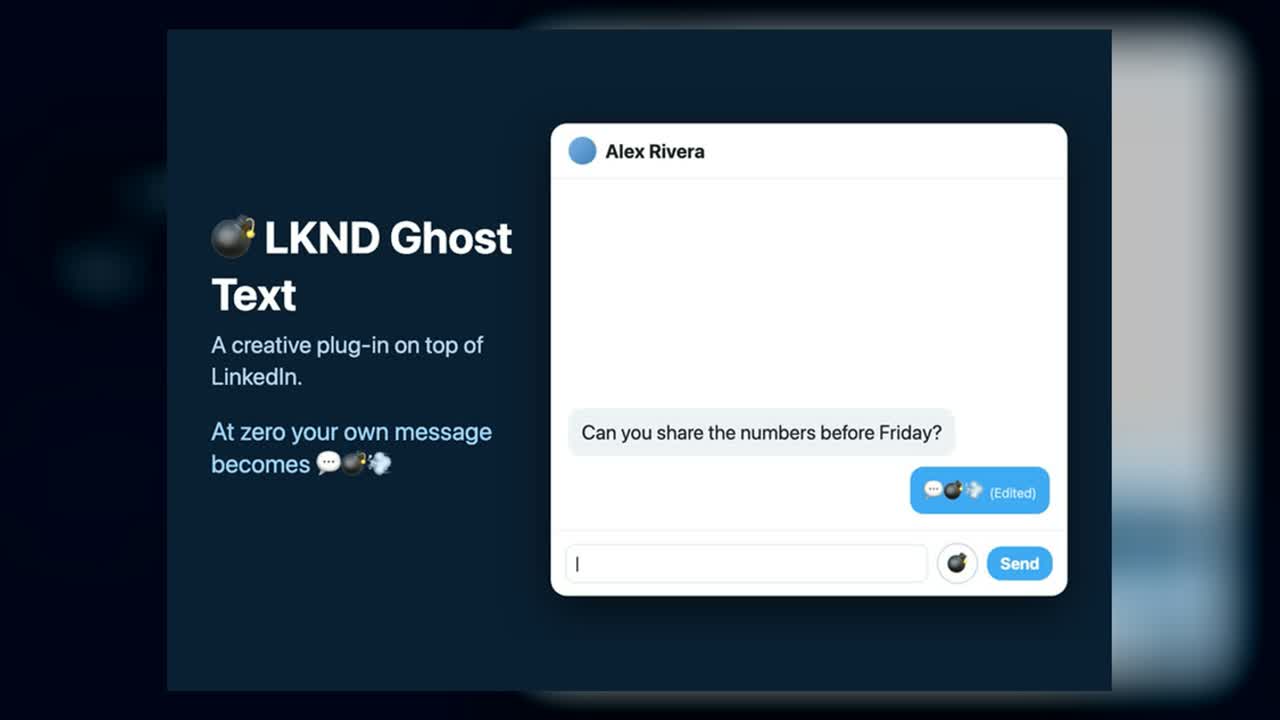 💣 LKND Ghost
Text
A creative plug-in on top of
LinkedIn.
At zero your own message
becomes 💬💣💨
Alex Rivera
Can you share the numbers before Friday?
💬💣💨 (Edited)
💣 Send